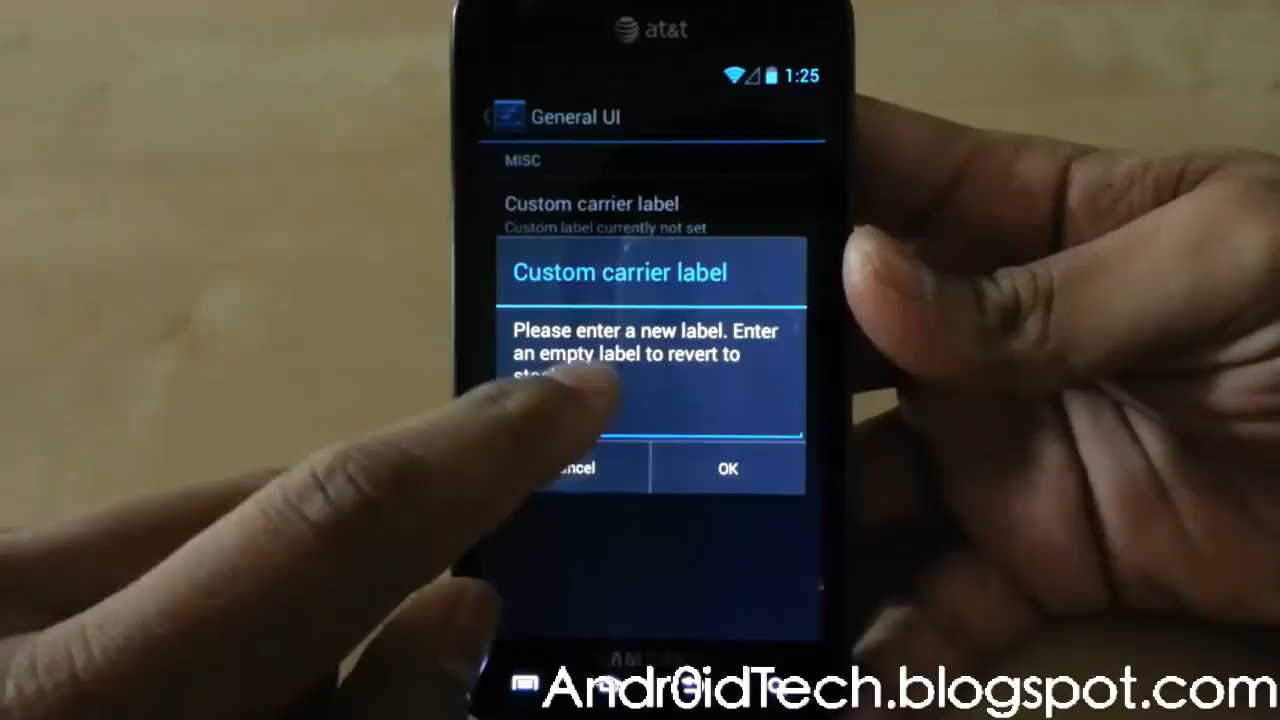 at&t
1:25
General UI
MISC
Custom carrier label
Custom label currently not set
Custom carrier label
Please enter a new label. Enter
an empty label to revert to
OK
Andr0idTech.blogspot.com